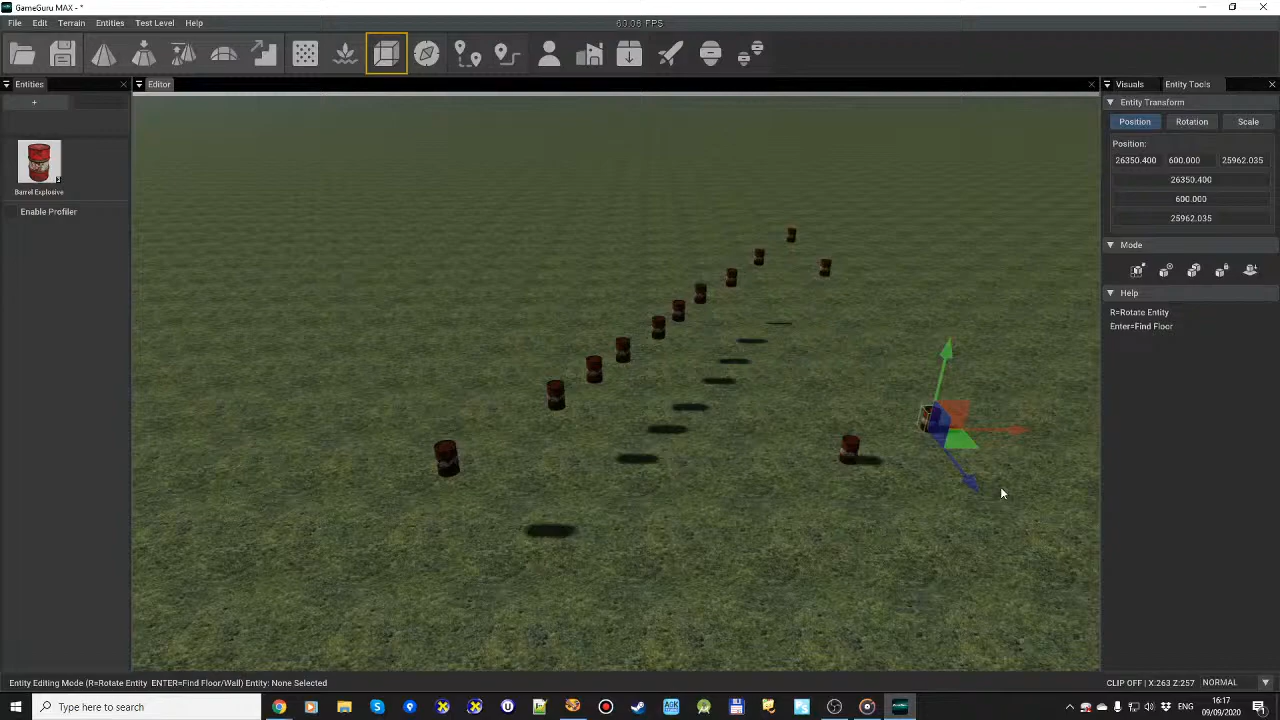 GameGuru MAX - *
File Edit Terrain Entities Test Level Help
60.08 FPS
Entities
Editor
Visuals Entity Tools
+
Entity Transform
Position Rotation Scale
Position:
26350.400 600.000 25962.035
26350.400
600.000
25962.035
Barrel Explosive
Enable Profiler
Mode
Help
R=Rotate Entity
Enter=Find Floor
Entity Editing Mode (R=Rotate Entity ENTER=Find Floor/Wall) Entity: None Selected
CLIP OFF | X:263 Z:257 NORMAL
Type here to search
ENG
16:17
09/09/2020